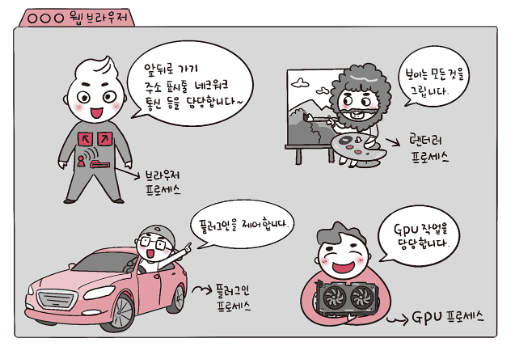 ○○○ 웹 브라우저
앞뒤로 가기
주소 표시줄 네크워크
통신 등을 담당합니다~
브라우저
프로세스
보이는 모든 것을
그립니다.
렌더러
프로세스
플러그인을 제어합니다.
플러그인
프로세스
GPU 작업을
담당합니다.
GPU 프로세스